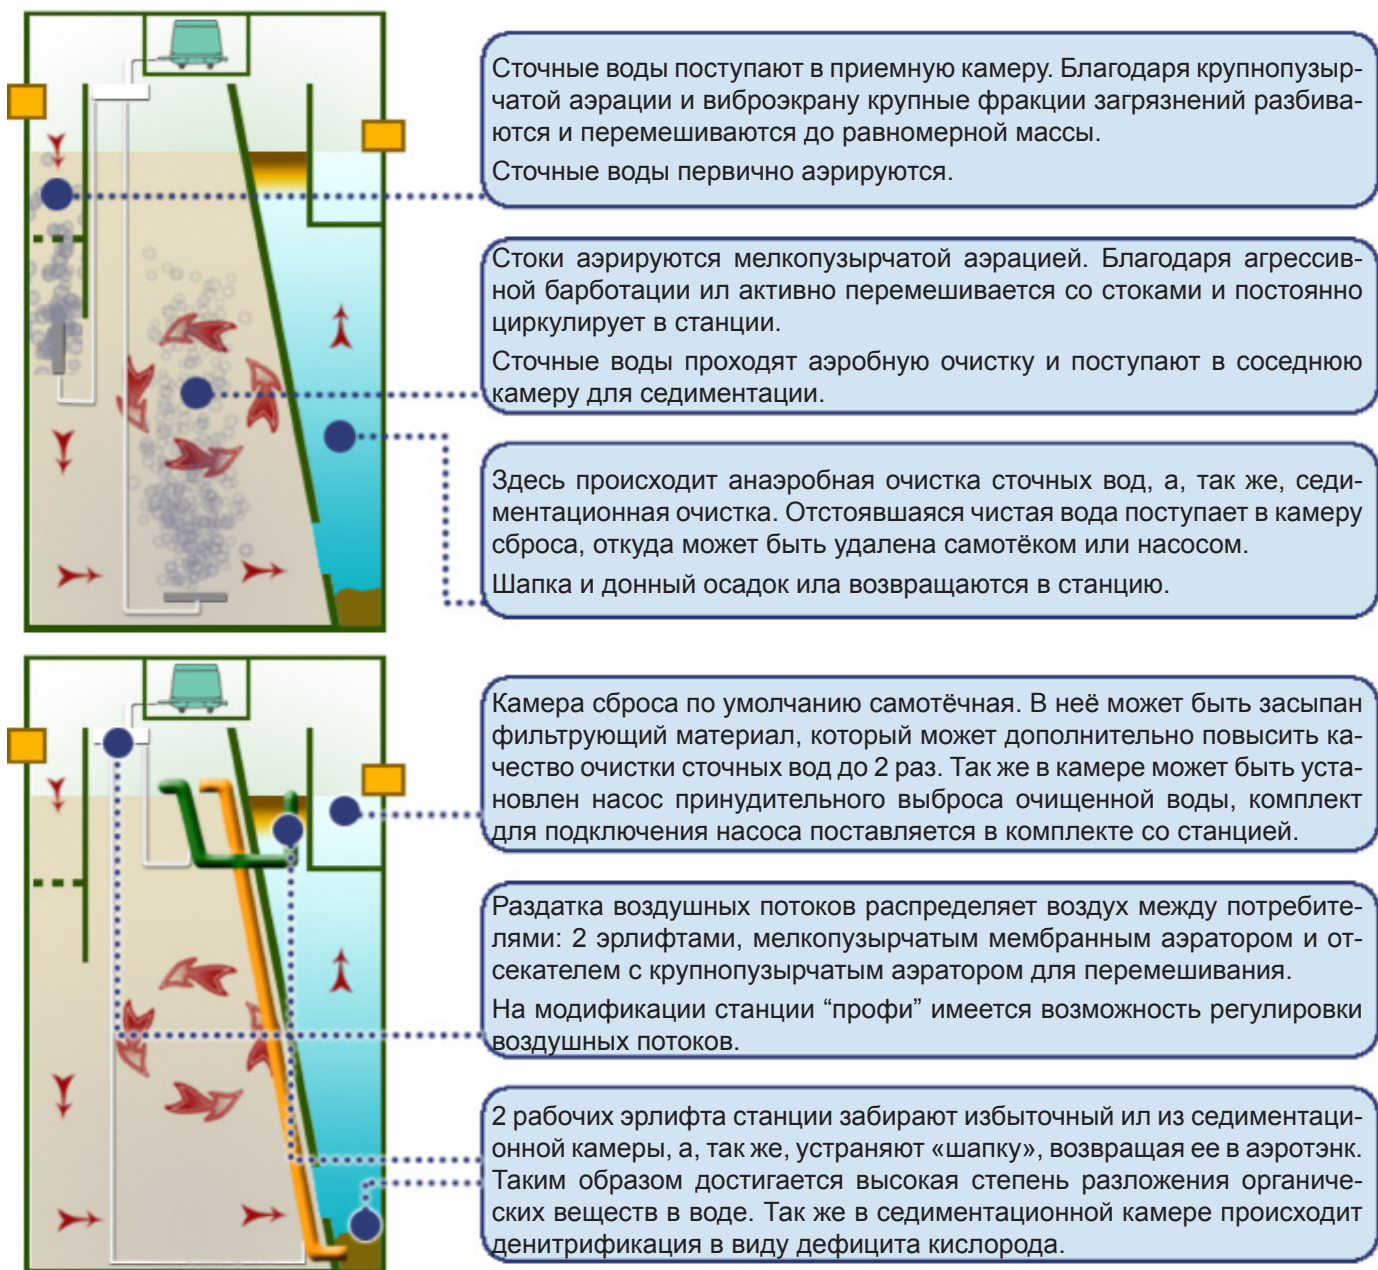 Сточные воды поступают в приемную камеру. Благодаря крупнопузыр-
чатой аэрации и виброэкрану крупные фракции загрязнений разбива-
ются и перемешиваются до равномерной массы.
Сточные воды первично аэрируются.
Стоки аэрируются мелкопузырчатой аэрацией. Благодаря агрессив-
ной барботации ил активно перемешивается со стоками и постоянно
циркулирует в станции.
Сточные воды проходят аэробную очистку и поступают в соседнюю
камеру для седиментации.
Здесь происходит анаэробная очистка сточных вод, а, так же, седи-
ментационная очистка. Отстоявшаяся чистая вода поступает в камеру
сброса, откуда может быть удалена самотёком или насосом.
Шапка и донный осадок ила возвращаются в станцию.
Камера сброса по умолчанию самотёчная. В неё может быть засыпан
фильтрующий материал, который может дополнительно повысить ка-
чество очистки сточных вод до 2 раз. Так же в камере может быть уста-
новлен насос принудительного выброса очищенной воды, комплект
для подключения насоса поставляется в комплекте со станцией.
Раздатка воздушных потоков распределяет воздух между потребите-
лями: 2 эрлифтами, мелкопузырчатым мембранным аэратором и от-
секателем с крупнопузырчатым аэратором для перемешивания.
На модификации станции “профи” имеется возможность регулировки
воздушных потоков.
2 рабочих эрлифта станции забирают избыточный ил из седиментаци-
онной камеры, а, так же, устраняют «шапку», возвращая ее в аэротэнк.
Таким образом достигается высокая степень разложения органиче-
ских веществ в воде. Так же в седиментационной камере происходит
денитрификация в виду дефицита кислорода.